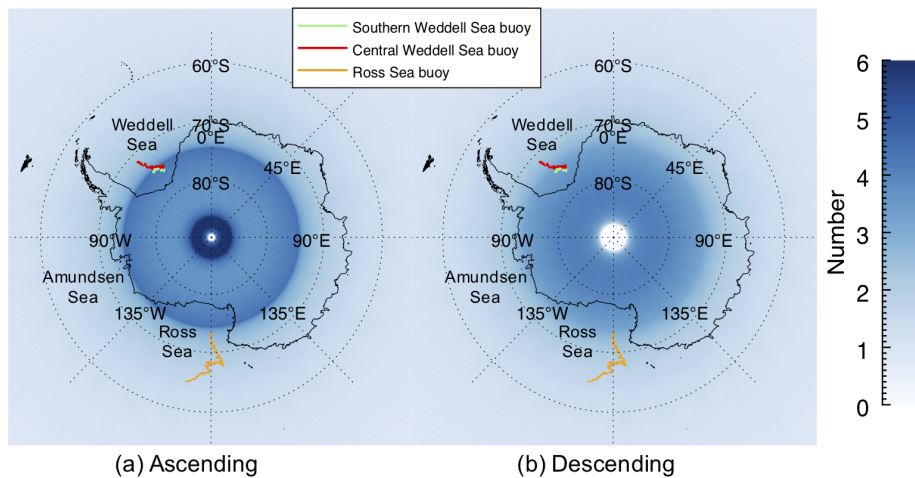 Southern Weddell Sea buoy
Central Weddell Sea buoy
Ross Sea buoy
60°S
Weddell
Sea
70°S
0°E
45°E
80°S
90°W
90°E
Amundsen
Sea
135°W
135°E
Ross
Sea
60°S
Weddell
Sea
70°S
0°E
45°E
80°S
90°W
90°E
Amundsen
Sea
135°W
135°E
Ross
Sea
6
5
4
3
2
1
0
Number
(a) Ascending
(b) Descending